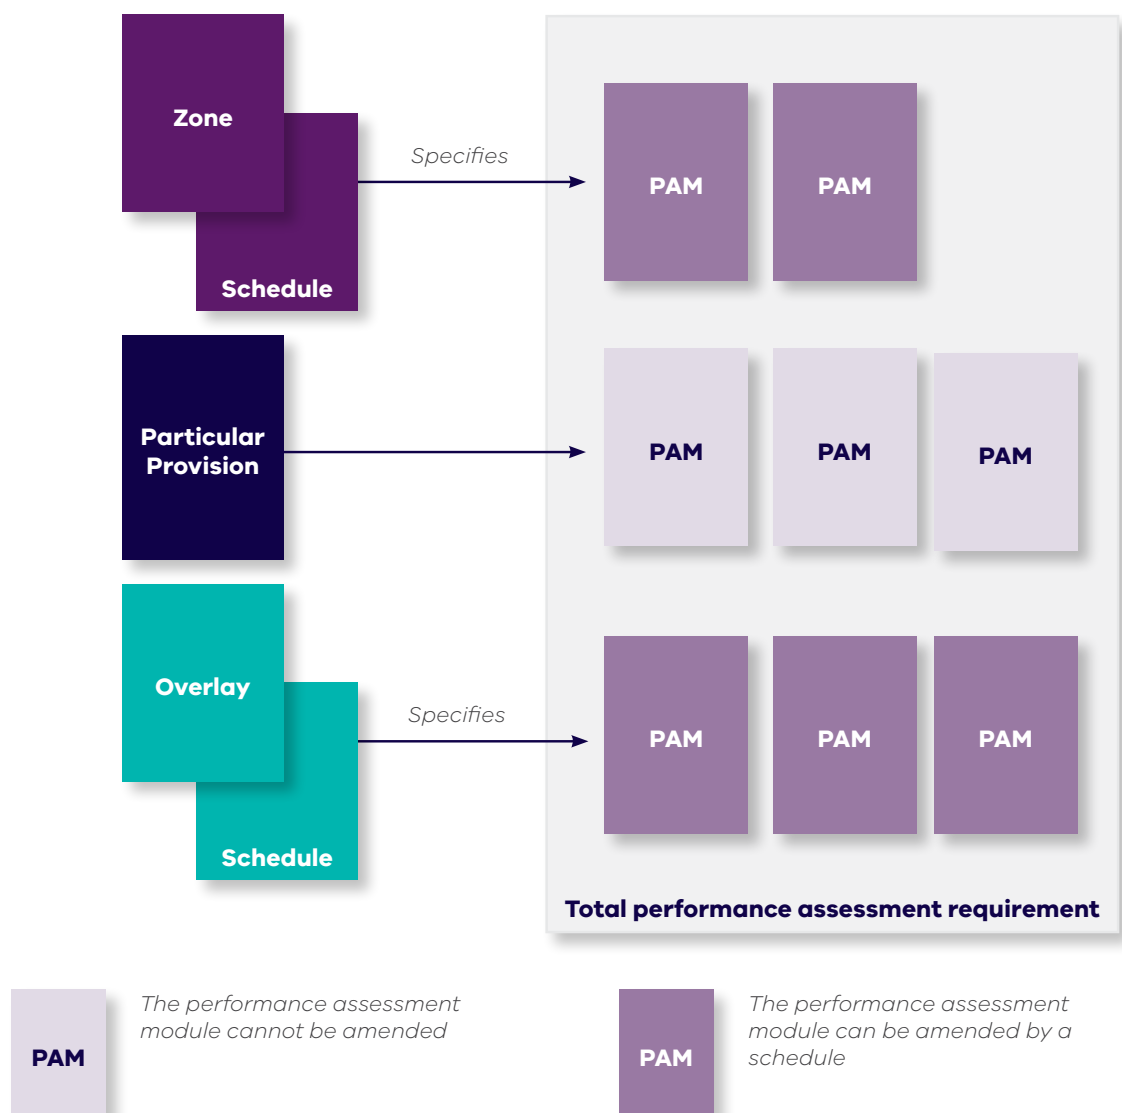 Zone
Schedule
Specifies
PAM
PAM
Particular
Provision
PAM
PAM
PAM
Overlay
Schedule
Specifies
PAM
PAM
PAM
Total performance assessment requirement
PAM
The performance assessment
module cannot be amended
PAM
The performance assessment
module can be amended by a
schedule